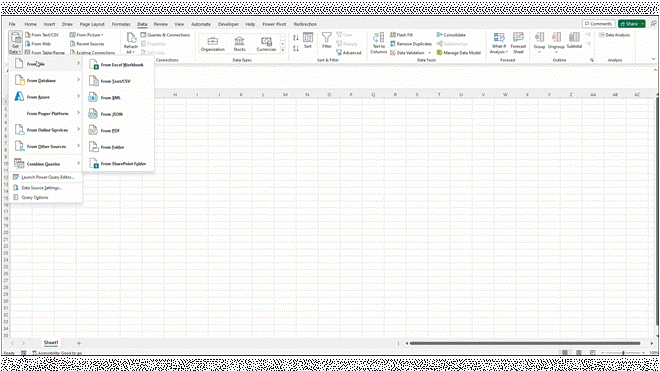 File Home Insert Draw Page Layout Formulas Data Review View Automate Developer Help Power Pivot Redirection Comments Share
Get Data From Text/CSV From Picture Refresh All Queries & Connections Organization Stocks Currencies Sort Filter Clear Text to Columns Flash Fill Consolidate What-If Analysis Forecast Sheet Group Ungroup Subtotal Data Analysis
From Web Recent Sources Reapply Remove Duplicates Relationships
From Table/Range Existing Connections Edit Links Advanced Data Validation Manage Data Model
Connections Data Types Sort & Filter Data Tools Forecast Outline Analysis
From File
From Database
From Azure
From Power Platform
From Online Services
From Other Sources
Combine Queries
Launch Power Query Editor...
Data Source Settings...
Query Options
From Excel Workbook
From Text/CSV
From XML
From JSON
From PDF
From Folder
From SharePoint Folder
H I J K L M N O P Q R S T U V W X Y Z AA AB AC
Sheet1
Ready Accessibility: Good to go 100%